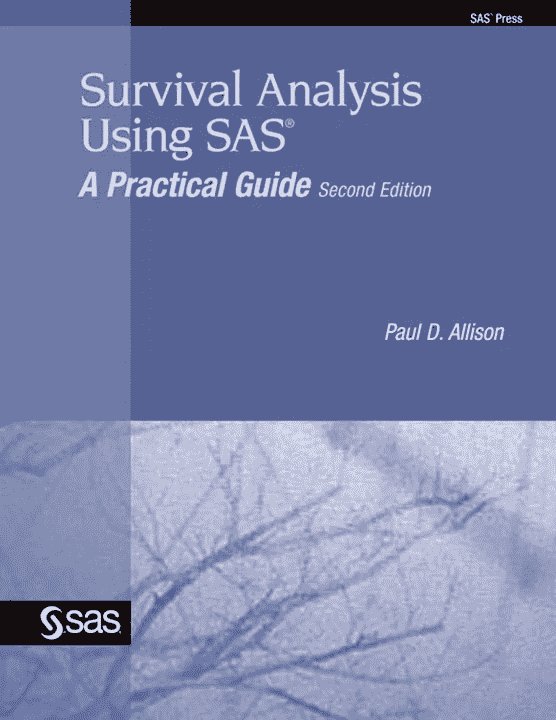 SAS Press
Survival Analysis
Using SAS®
A Practical Guide Second Edition
Paul D. Allison
sas